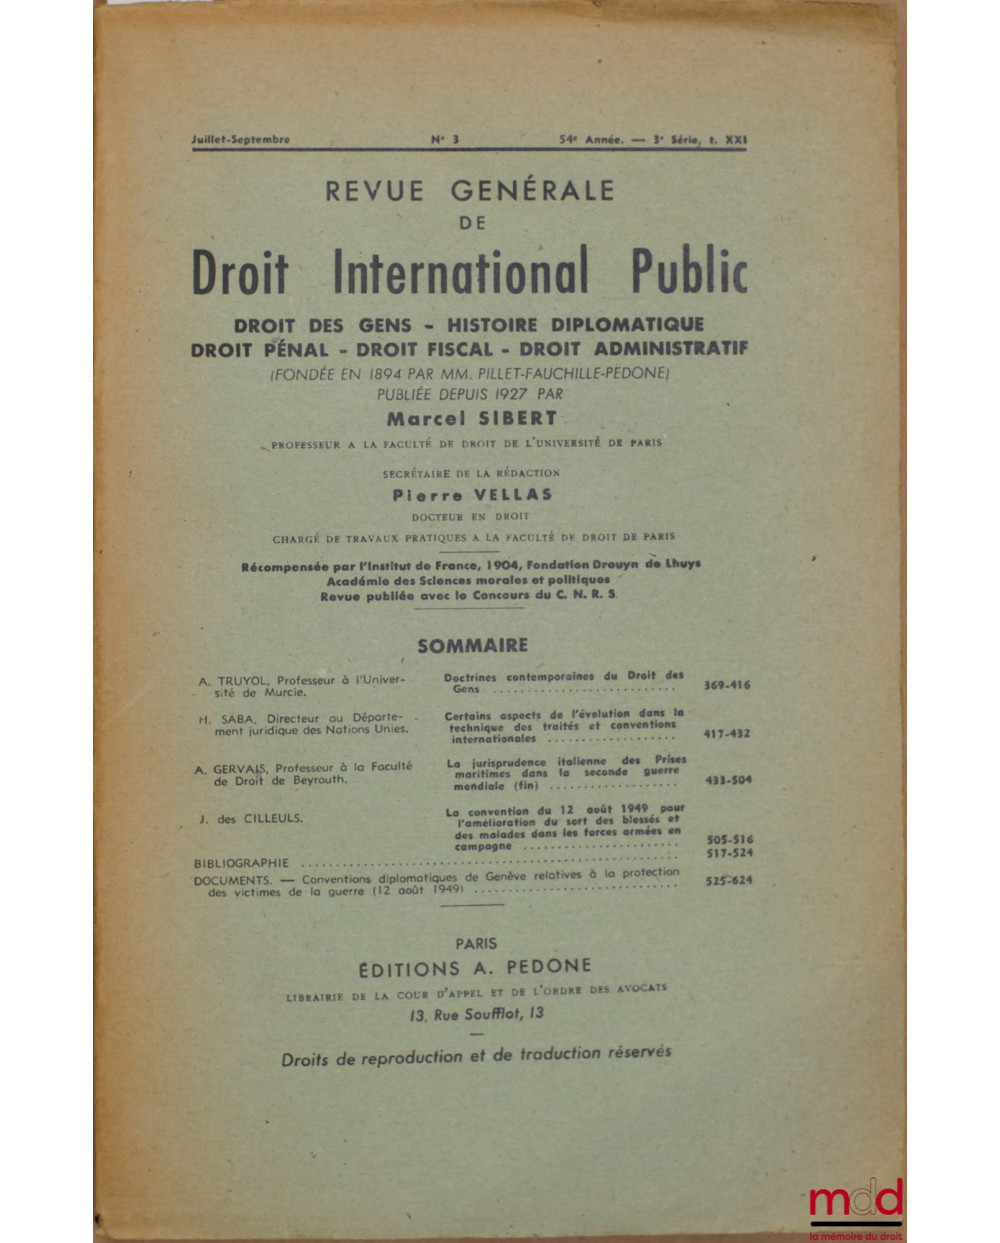 Juillet-Septembre N° 3 54e Année. — 3e Série, t. XXI
REVUE GENÉRALE
DE
Droit International Public
DROIT DES GENS - HISTOIRE DIPLOMATIQUE
DROIT PÉNAL - DROIT FISCAL - DROIT ADMINISTRATIF
(FONDÉE EN 1894 PAR MM. PILLET-FAUCHILLE-PEDONE)
PUBLIÉE DEPUIS 1927 PAR
Marcel SIBERT
PROFESSEUR A LA FACULTÉ DE DROIT DE L'UNIVERSITÉ DE PARIS
SECRÉTAIRE DE LA RÉDACTION
Pierre VELLAS
DOCTEUR EN DROIT
CHARGÉ DE TRAVAUX PRATIQUES A LA FACULTÉ DE DROIT DE PARIS
Récompensée par l'Institut de France, 1904, Fondation Drouyn de Lhuys
Académie des Sciences morales et politiques
Revue publiée avec le Concours du C. N. R. S
SOMMAIRE
A. TRUYOL, Professeur à l'Univer-
sité de Murcie.
Doctrines contemporaines du Droit des
Gens .......................... 369-416
H. SABA, Directeur au Départe-
ment juridique des Nations Unies.
Certains aspects de l'évolution dans la
technique des traités et conventions
internationales .................. 417-432
A. GERVAIS, Professeur à la Faculté
de Droit de Beyrouth.
La jurisprudence italienne des Prises
maritimes dans la seconde guerre
mondiale (fin) .................. 433-504
J. des CILLEULS.
La convention du 12 août 1949 pour
l'amélioration du sort des blessés et
des malades dans les forces armées en
campagne ...................... 505-516
BIBLIOGRAPHIE .................................................. 517-524
DOCUMENTS. — Conventions diplomatiques de Genève relatives à la protection
des victimes de la guerre (12 août 1949) ............................ 525-624
PARIS
ÉDITIONS A. PEDONE
LIBRAIRIE DE LA COUR D'APPEL ET DE L'ORDRE DES AVOCATS
13, Rue Soufflot, 13
Droits de reproduction et de traduction réservés
mdd
la mémoire du droit